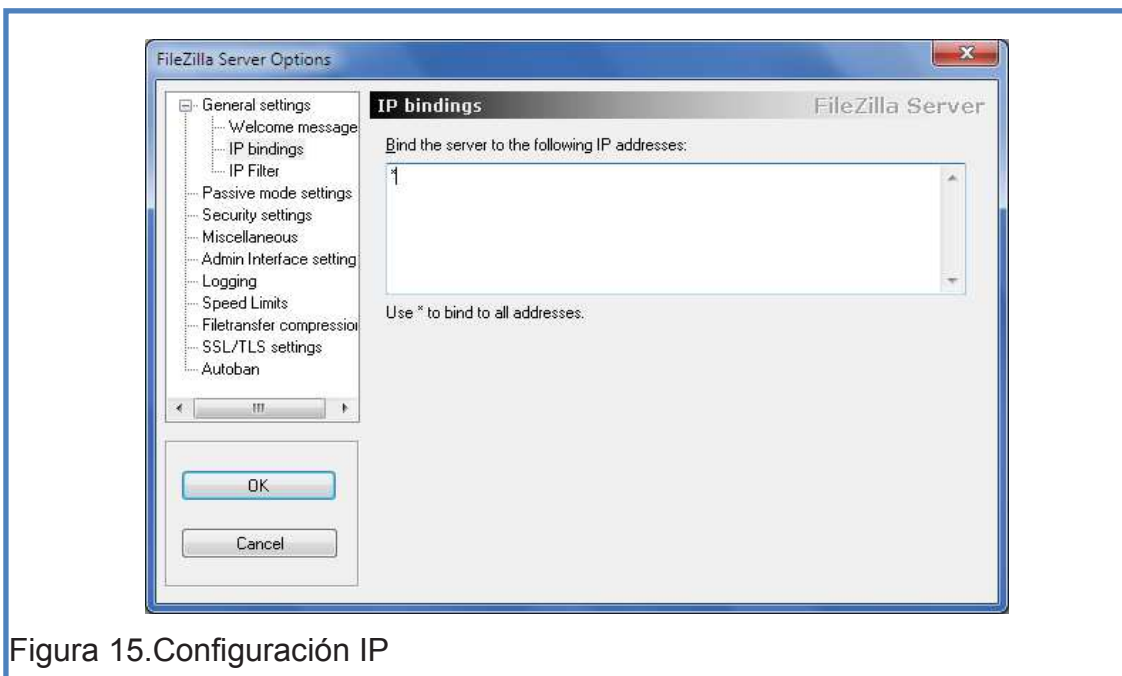 FileZilla Server Options
General settings
Welcome message
IP bindings
IP Filter
Passive mode settings
Security settings
Miscellaneous
Admin Interface setting
Logging
Speed Limits
Filetransfer compression
SSL/TLS settings
Autoban
OK
Cancel
IP bindings
FileZilla Server
Bind the server to the following IP addresses:
*
Use * to bind to all addresses.
Figura 15.Configuración IP